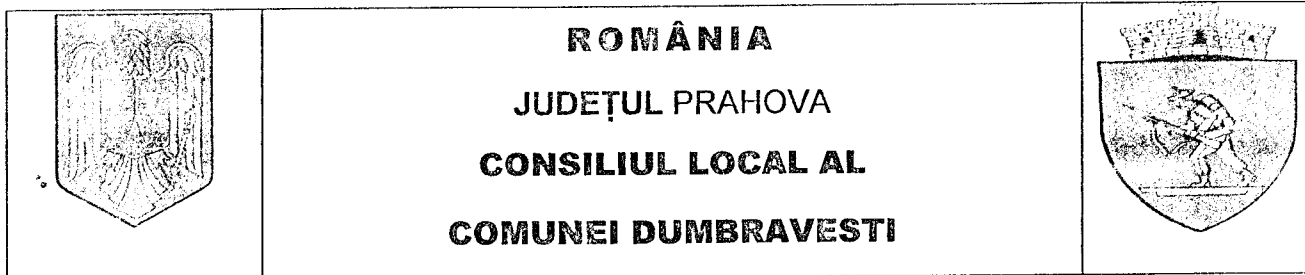 ROMÂNIA
JUDEȚUL PRAHOVA
CONSILIUL LOCAL AL
COMUNEI DUMBRAVESTI